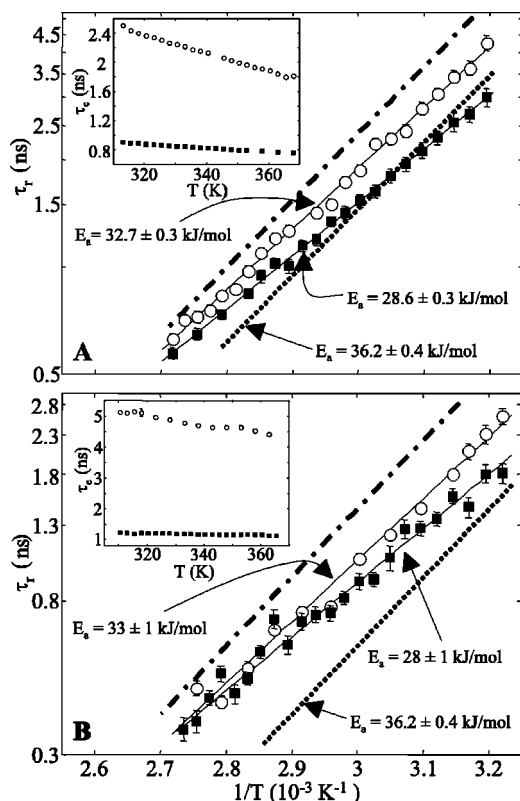 4.5
3.5
2.5
1.5
0.5
τr (ns)
2.4
2
1.6
1.2
0.8
τc (ns)
320 340 360
T (K)
Ea = 32.7 ± 0.3 kJ/mol
Ea = 28.6 ± 0.3 kJ/mol
Ea = 36.2 ± 0.4 kJ/mol
A
2.8
2.3
1.8
1.3
0.8
0.3
τr (ns)
5
4
3
2
1
τc (ns)
320 340 360
T (K)
Ea = 33 ± 1 kJ/mol
Ea = 28 ± 1 kJ/mol
Ea = 36.2 ± 0.4 kJ/mol
B
2.6 2.7 2.8 2.9 3 3.1 3.2
1/T (10-3 K-1)